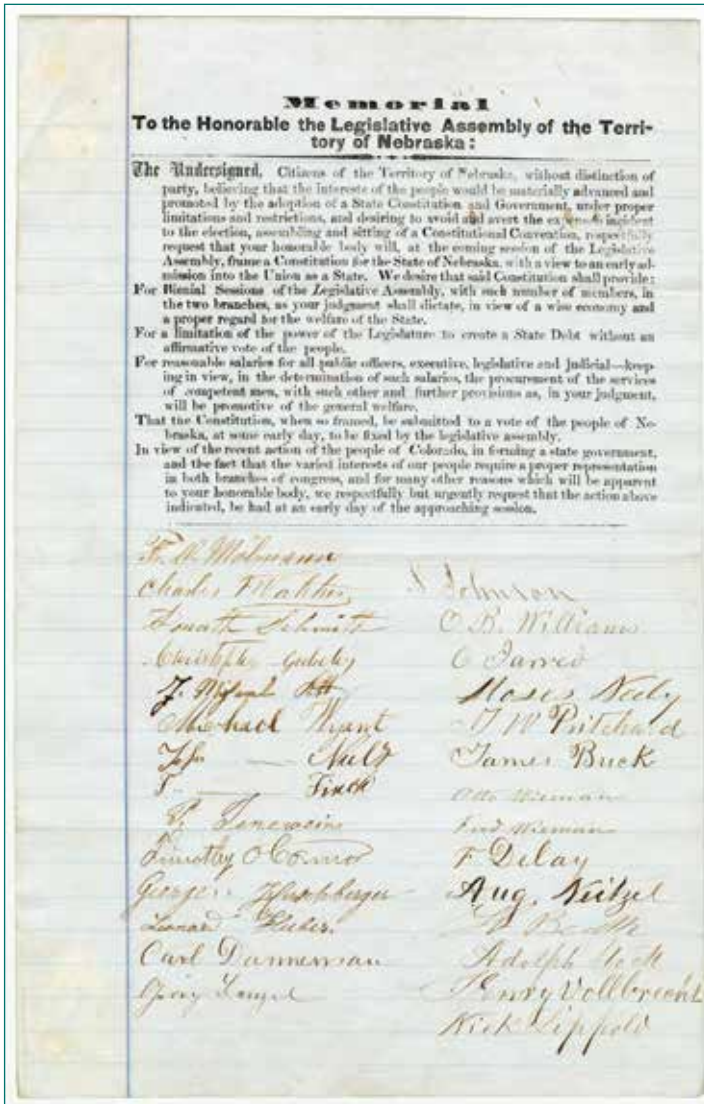 Memorial
To the Honorable the Legislative Assembly of the Terri-
tory of Nebraska:
The Undersigned, Citizens of the Territory of Nebraska, without distinction of
party, believing that the interests of the people would be materially advanced and
promoted by the adoption of a State Constitution and Government, under proper
limitations and restrictions, and desiring to avoid and avert the expense incident
to the election, assembling and sitting of a Constitutional Convention, respectfully
request that your honorable body will, at the coming session of the Legislative
Assembly, frame a Constitution for the State of Nebraska, with a view to an early ad-
mission into the Union as a State. We desire that said Constitution shall provide:
For Biennial Sessions of the Legislative Assembly, with such number of members, in
the two branches, as your judgment shall dictate, in view of a wise economy and
a proper regard for the welfare of the State.
For a limitation of the power of the Legislature to create a State Debt without an
affirmative vote of the people.
For reasonable salaries for all public officers, executive, legislative and judicial—keep-
ing in view, in the determination of such salaries, the procurement of the services
of competent men, with such other and further provisions as, in your judgment,
will be promotive of the general welfare.
That the Constitution, when so framed, be submitted to a vote of the people of Ne-
braska, at some early day, to be fixed by the legislative assembly.
In view of the recent action of the people of Colorado, in forming a state government,
and the fact that the varied interests of our people require a proper representation
in both branches of congress, and for many other reasons which will be apparent
to your honorable body, we respectfully but urgently request that the action above
indicated, be had at an early day of the approaching session.
Charles
Schmitt
Michael
Finck
Timothy O Connor
George Hirschberger
Leonard
Carl Danneman
Johnson
O. B. Williams
Moses
Pritchard
James Buck
Otto Wieman
Fred Wieman
F Delay
Aug. Neitzel
Adolph
Henry Vollbrecht
Nick Lippold